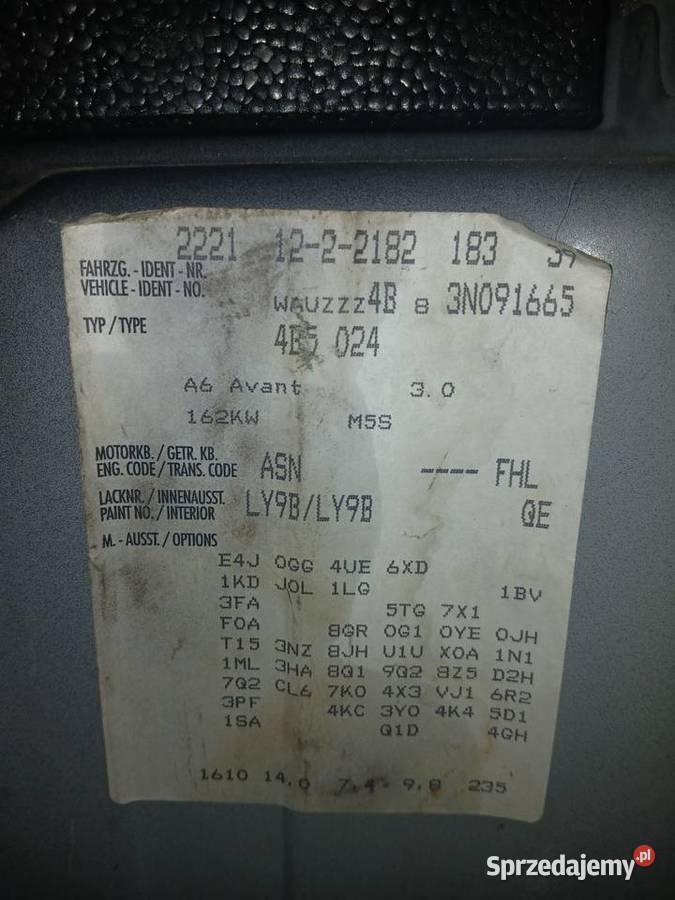 2221 12-2-2182 183 39
FAHRZG. - IDENT - NR.
VEHICLE - IDENT - NO. WAUZZZ4B 8 3N091665
TYP / TYPE 4B5 024
A6 Avant 3.0
162KW M5S
MOTORKB. / GETR. KB.
ENG. CODE / TRANS. CODE ASN ---- FHL
LACKNR. / INNENAUSST.
PAINT NO. / INTERIOR LY9B/LY9B QE
M. - AUSST. / OPTIONS
E4J 0GG 4UE 6XD
1KD J0L 1LG 1BV
3FA 5TG 7X1
F0A 8GR 0G1 0YE 0JH
T15 3NZ 8JH U1U X0A 1N1
1ML 3HA 8Q1 9Q2 8Z5 D2H
7Q2 CL6 7K0 4X3 VJ1 6R2
3PF 4KC 3Y0 4K4 5D1
1SA Q1D 4GH
1610 14.0 7.4 9.8 235
Sprzedajemy.pl